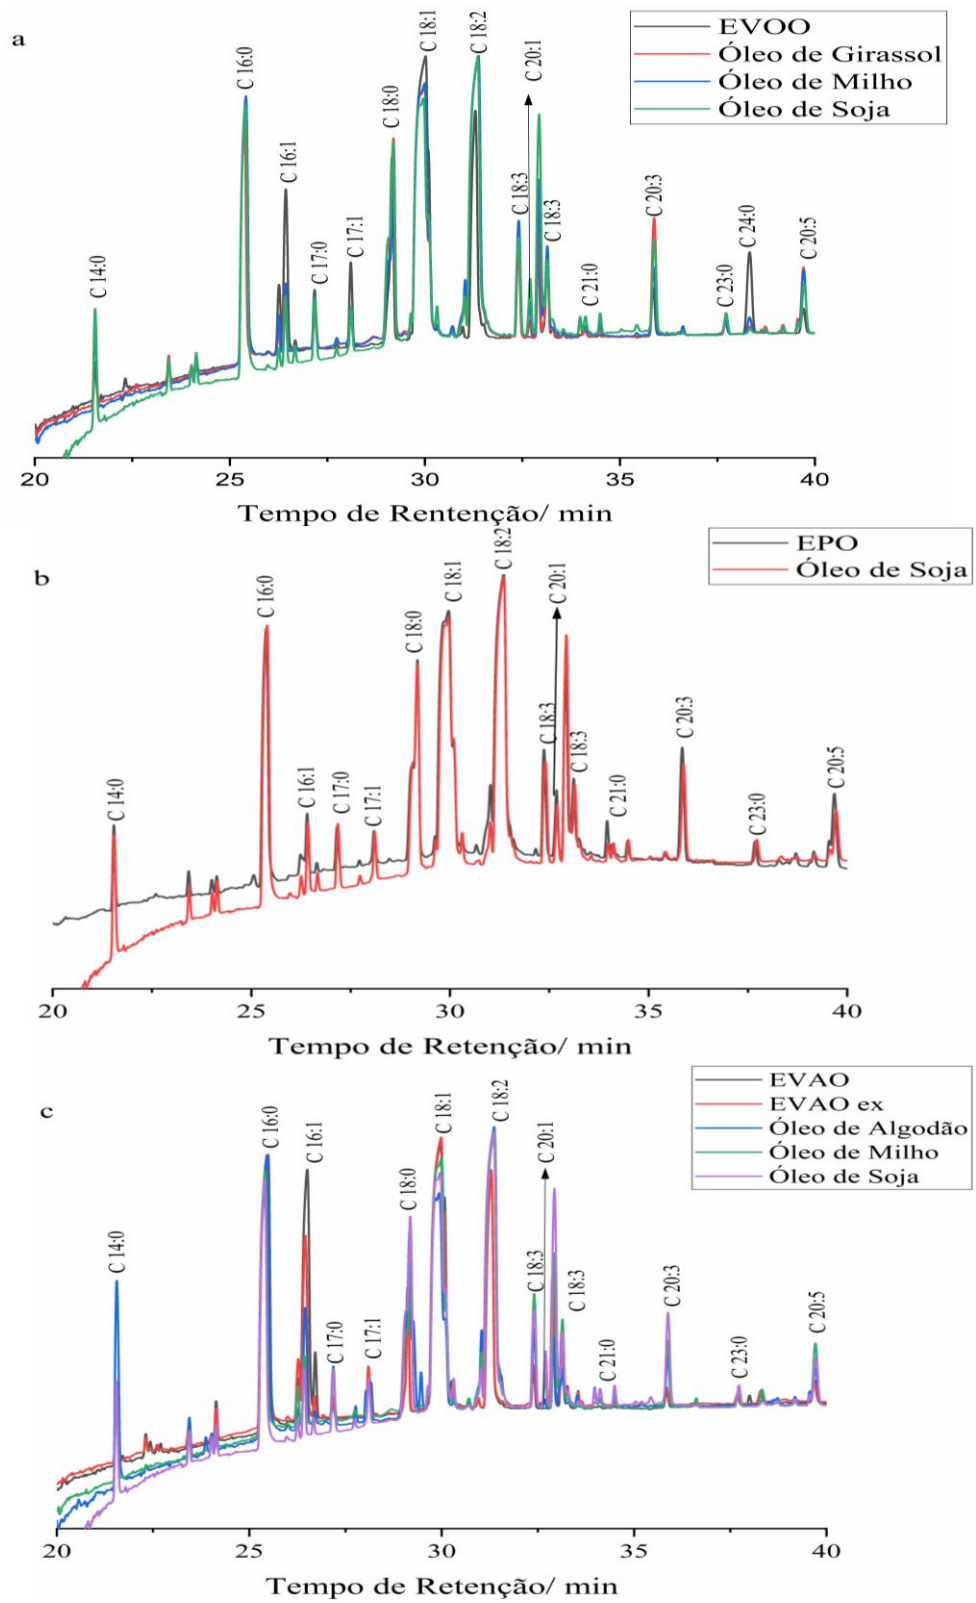 a
EVOO
Óleo de Girassol
Óleo de Milho
Óleo de Soja
C 14:0
C 16:0
C 16:1
C 17:0
C 17:1
C 18:0
C 18:1
C 18:2
C 18:3
C 20:1
C 18:3
C 21:0
C 20:3
C 23:0
C 24:0
C 20:5
20
25
30
35
40
Tempo de Rentenção/ min
b
EPO
Óleo de Soja
C 14:0
C 16:0
C 16:1
C 17:0
C 17:1
C 18:0
C 18:1
C 18:2
C 18:3
C 20:1
C 18:3
C 21:0
C 20:3
C 23:0
C 20:5
20
25
30
35
40
Tempo de Retenção/ min
c
EVAO
EVAO ex
Óleo de Algodão
Óleo de Milho
Óleo de Soja
C 14:0
C 16:0
C 16:1
C 17:0
C 17:1
C 18:0
C 18:1
C 18:2
C 18:3
C 20:1
C 18:3
C 21:0
C 20:3
C 23:0
C 20:5
20
25
30
35
40
Tempo de Retenção/ min